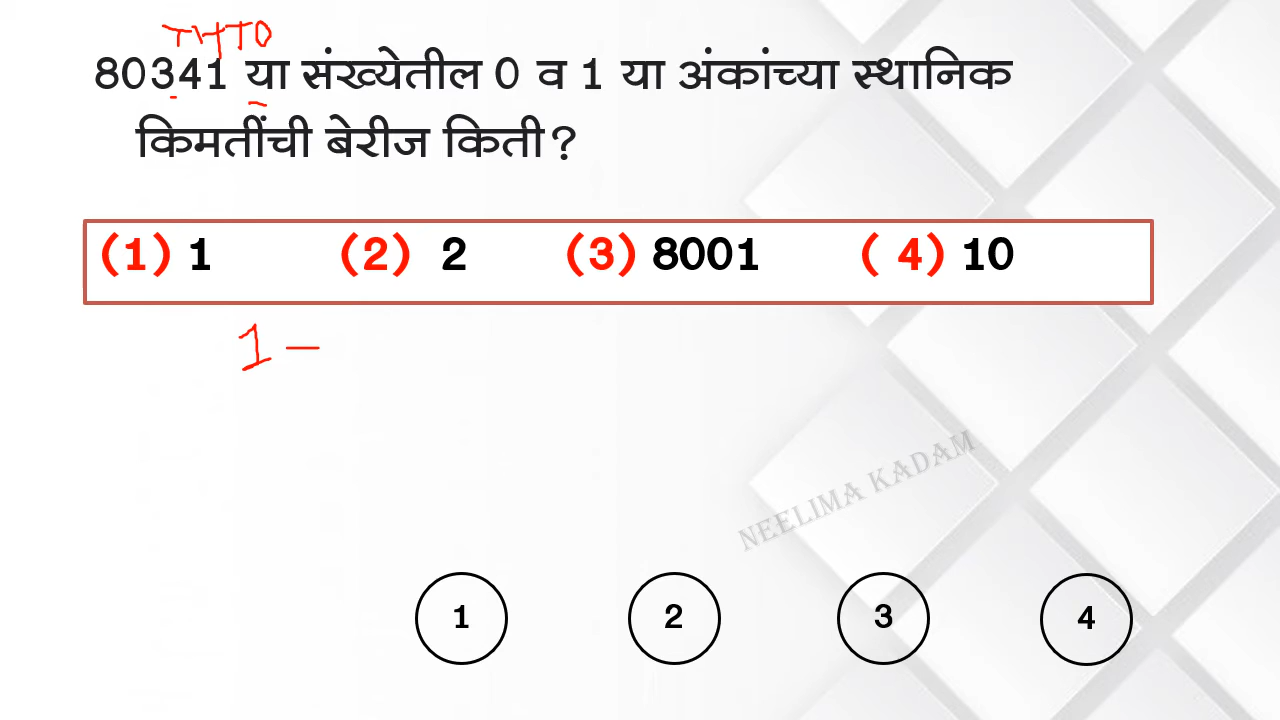 THTO
80341 या संख्येतील 0 व 1 या अंकांच्या स्थानिक
किमतींची बेरीज किती?
(1) 1 (2) 2 (3) 8001 ( 4) 10
1 –
NEELIMA KADAM
1 2 3 4